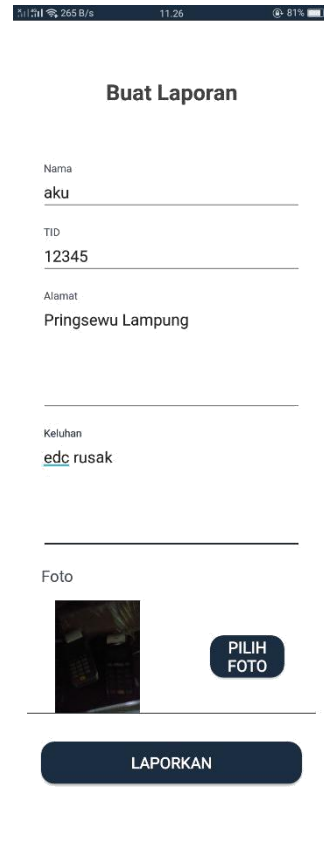 265 B/s 11.26 81%
Buat Laporan
Nama
aku
TID
12345
Alamat
Pringsewu Lampung
Keluhan
edc rusak
Foto
PILIH
FOTO
LAPORKAN